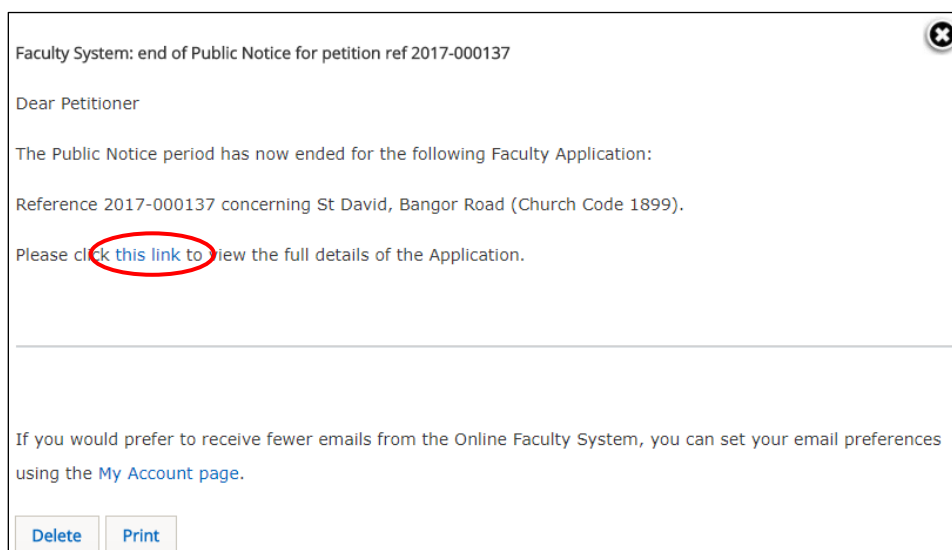 Faculty System: end of Public Notice for petition ref 2017-000137
Dear Petitioner
The Public Notice period has now ended for the following Faculty Application:
Reference 2017-000137 concerning St David, Bangor Road (Church Code 1899).
Please click this link to view the full details of the Application.
If you would prefer to receive fewer emails from the Online Faculty System, you can set your email preferences
using the My Account page.
Delete Print